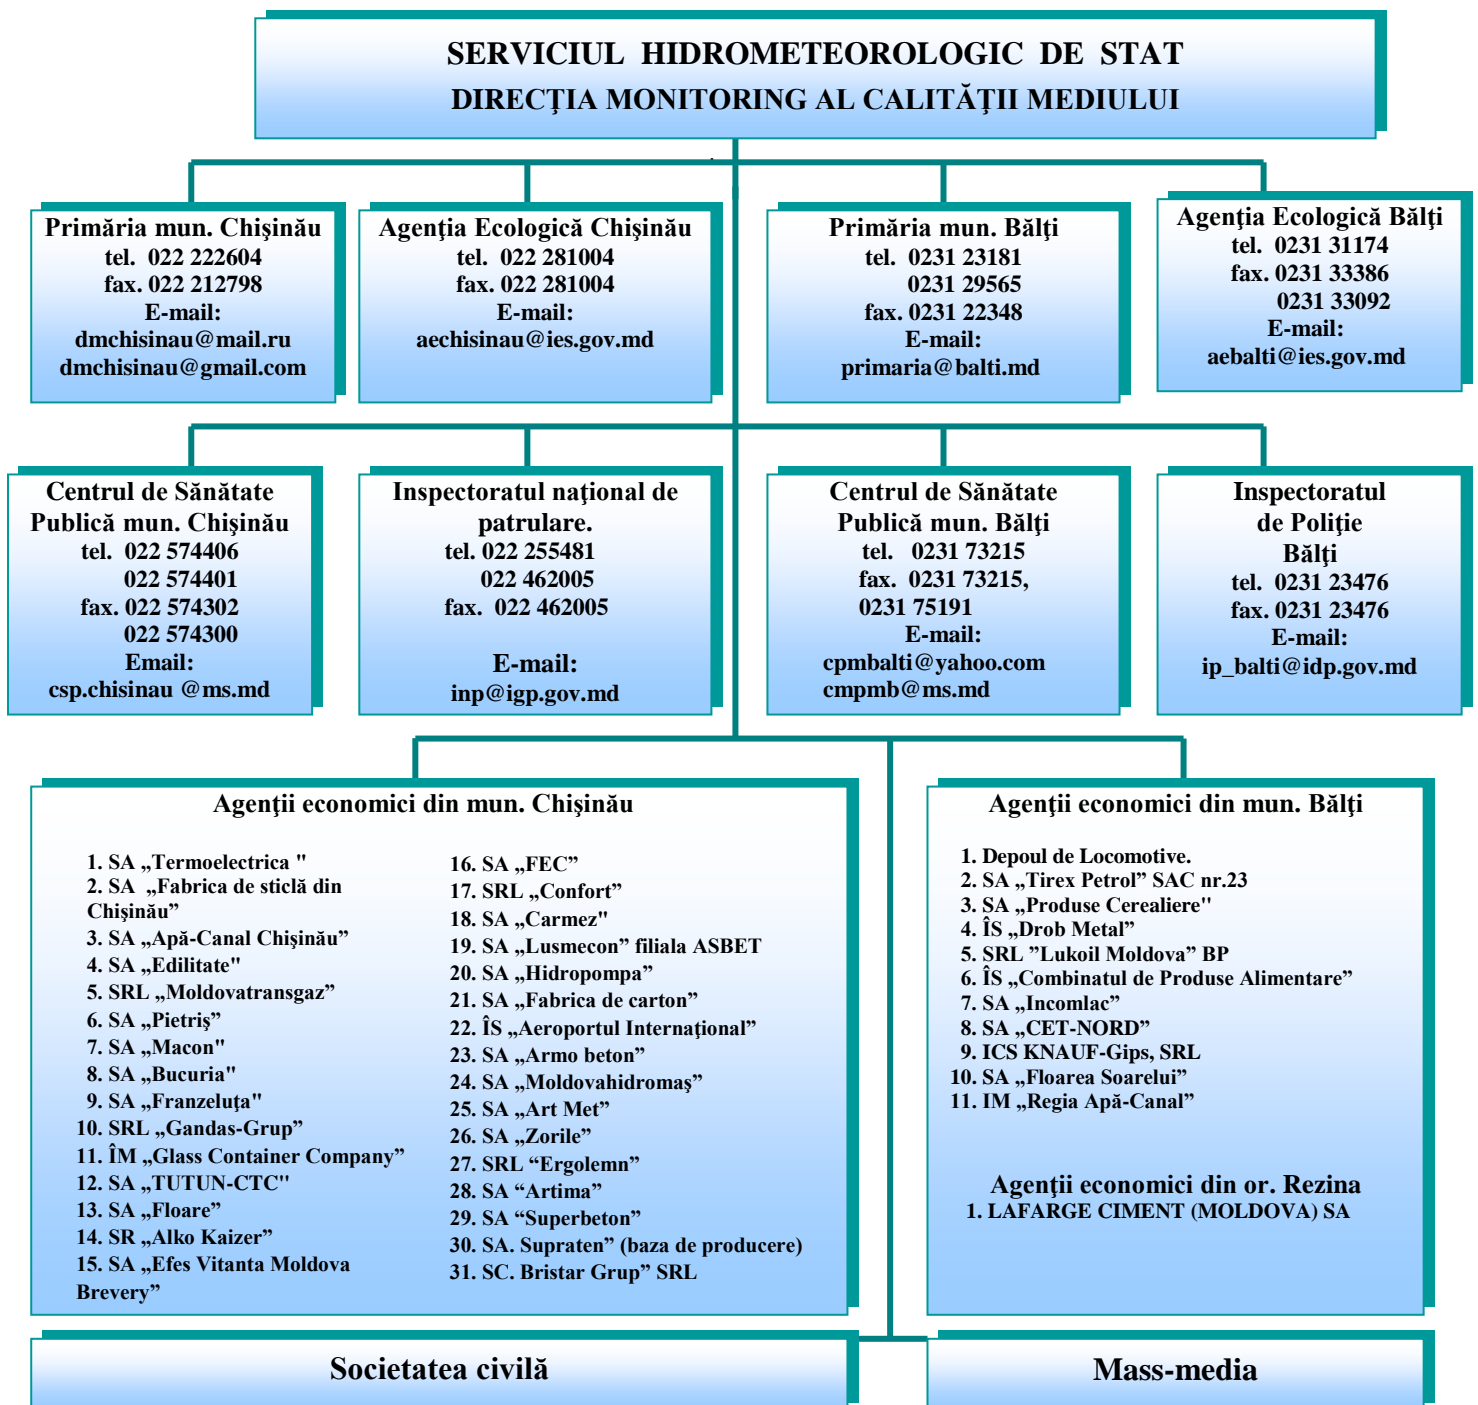 SERVICIUL HIDROMETEOROLOGIC DE STAT
DIRECŢIA MONITORING AL CALITĂŢII MEDIULUI
Primăria mun. Chişinău
tel. 022 222604
fax. 022 212798
E-mail:
dmchisinau@mail.ru
dmchisinau@gmail.com
Agenţia Ecologică Chişinău
tel. 022 281004
fax. 022 281004
E-mail:
aechisinau@ies.gov.md
Primăria mun. Bălţi
tel. 0231 23181
0231 29565
fax. 0231 22348
E-mail:
primaria@balti.md
Agenţia Ecologică Bălţi
tel. 0231 31174
fax. 0231 33386
0231 33092
E-mail:
aebalti@ies.gov.md
Centrul de Sănătate
Publică mun. Chişinău
tel. 022 574406
022 574401
fax. 022 574302
022 574300
Email:
csp.chisinau @ms.md
Inspectoratul naţional de
patrulare.
tel. 022 255481
022 462005
fax. 022 462005
E-mail:
inp@igp.gov.md
Centrul de Sănătate
Publică mun. Bălţi
tel. 0231 73215
fax. 0231 73215,
0231 75191
E-mail:
cpmbalti@yahoo.com
cmpmb@ms.md
Inspectoratul
de Poliţie
Bălţi
tel. 0231 23476
fax. 0231 23476
E-mail:
ip_balti@idp.gov.md
Agenţii economici din mun. Chişinău
1. SA „Termoelectrica "
2. SA „Fabrica de sticlă din
Chişinău”
3. SA „Apă-Canal Chişinău”
4. SA „Edilitate"
5. SRL „Moldovatransgaz”
6. SA „Pietriş”
7. SA „Macon"
8. SA „Bucuria"
9. SA „Franzeluţa"
10. SRL „Gandas-Grup”
11. ÎM „Glass Container Company”
12. SA „TUTUN-CTC"
13. SA „Floare”
14. SR „Alko Kaizer”
15. SA „Efes Vitanta Moldova
Brevery”
16. SA „FEC”
17. SRL „Confort”
18. SA „Carmez"
19. SA „Lusmecon” filiala ASBET
20. SA „Hidropompa”
21. SA „Fabrica de carton”
22. ÎS „Aeroportul Internaţional”
23. SA „Armo beton”
24. SA „Moldovahidromaş”
25. SA „Art Met”
26. SA „Zorile”
27. SRL “Ergolemn”
28. SA “Artima”
29. SA “Superbeton”
30. SA. Supraten” (baza de producere)
31. SC. Bristar Grup” SRL
Agenţii economici din mun. Bălţi
1. Depoul de Locomotive.
2. SA „Tirex Petrol” SAC nr.23
3. SA „Produse Cerealiere"
4. ÎS „Drob Metal”
5. SRL "Lukoil Moldova” BP
6. ÎS „Combinatul de Produse Alimentare”
7. SA „Incomlac”
8. SA „CET-NORD”
9. ICS KNAUF-Gips, SRL
10. SA „Floarea Soarelui”
11. IM „Regia Apă-Canal”
Agenţii economici din or. Rezina
1. LAFARGE CIMENT (MOLDOVA) SA
Societatea civilă
Mass-media